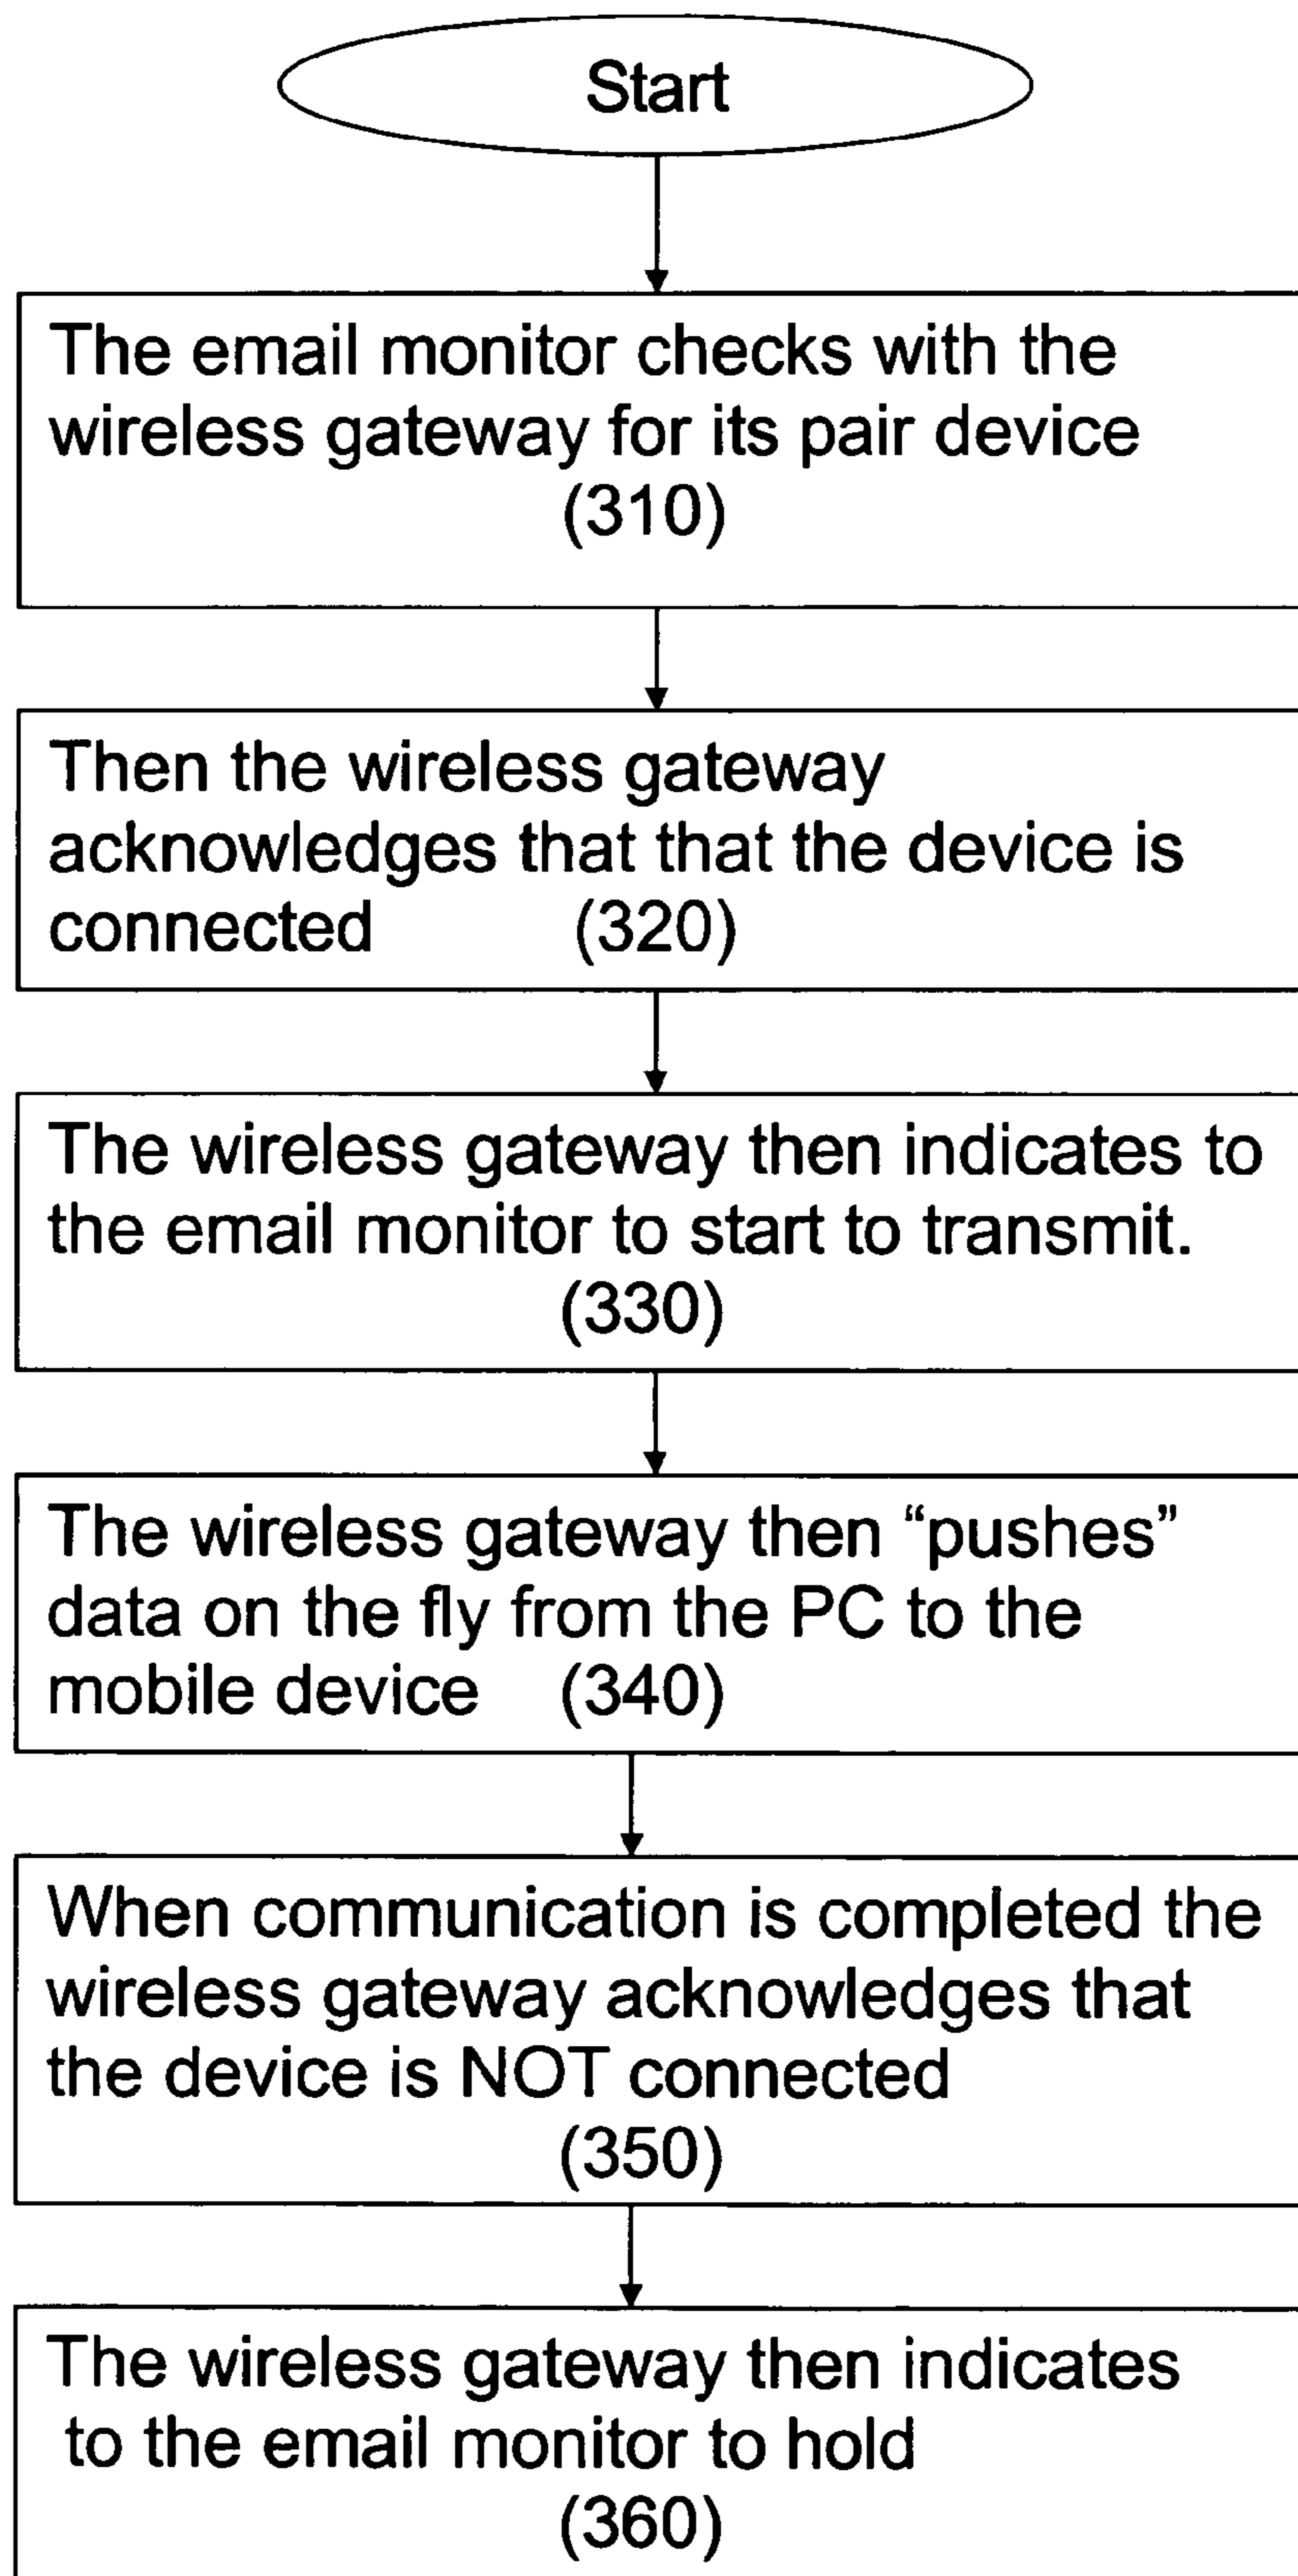 Start
The email monitor checks with the
wireless gateway for its pair device
(310)
Then the wireless gateway
acknowledges that that the device is
connected (320)
The wireless gateway then indicates to
the email monitor to start to transmit.
(330)
The wireless gateway then “pushes”
data on the fly from the PC to the
mobile device (340)
When communication is completed the
wireless gateway acknowledges that
the device is NOT connected
(350)
The wireless gateway then indicates
to the email monitor to hold
(360)